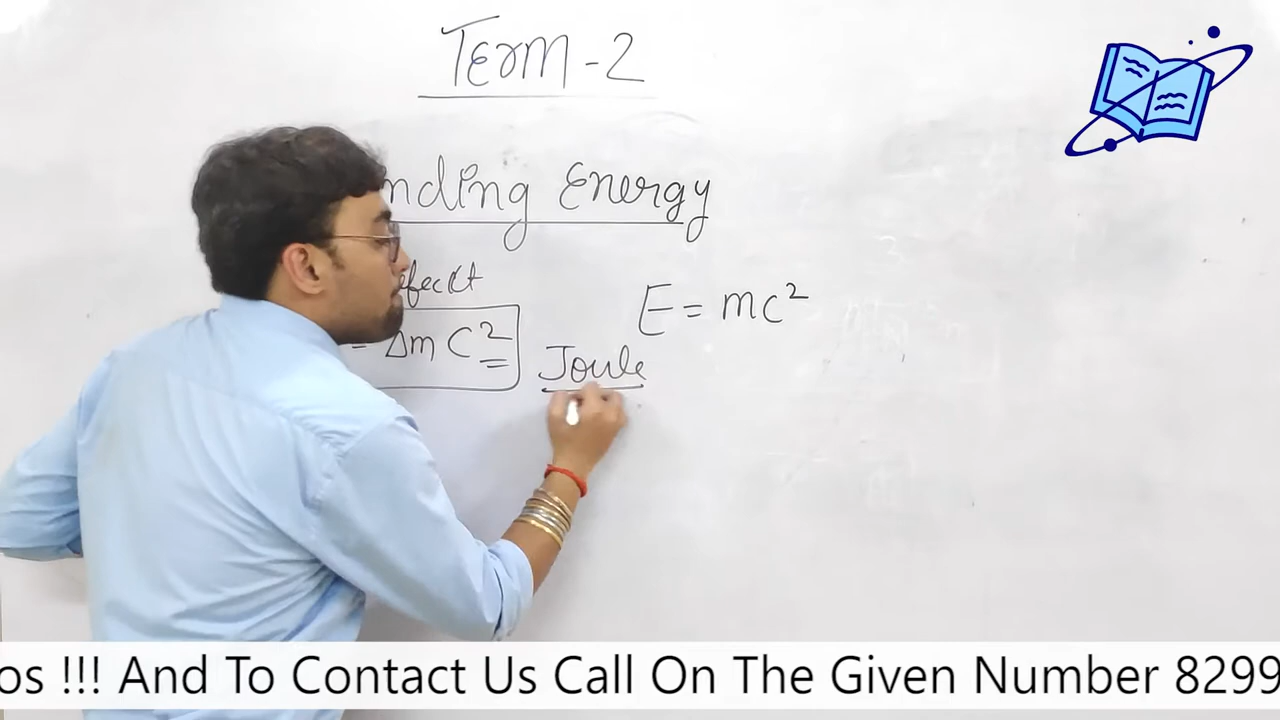 Term-2
nding Energy
efect
E = mc²
= Δm C²
Joule
os !!! And To Contact Us Call On The Given Number 8299